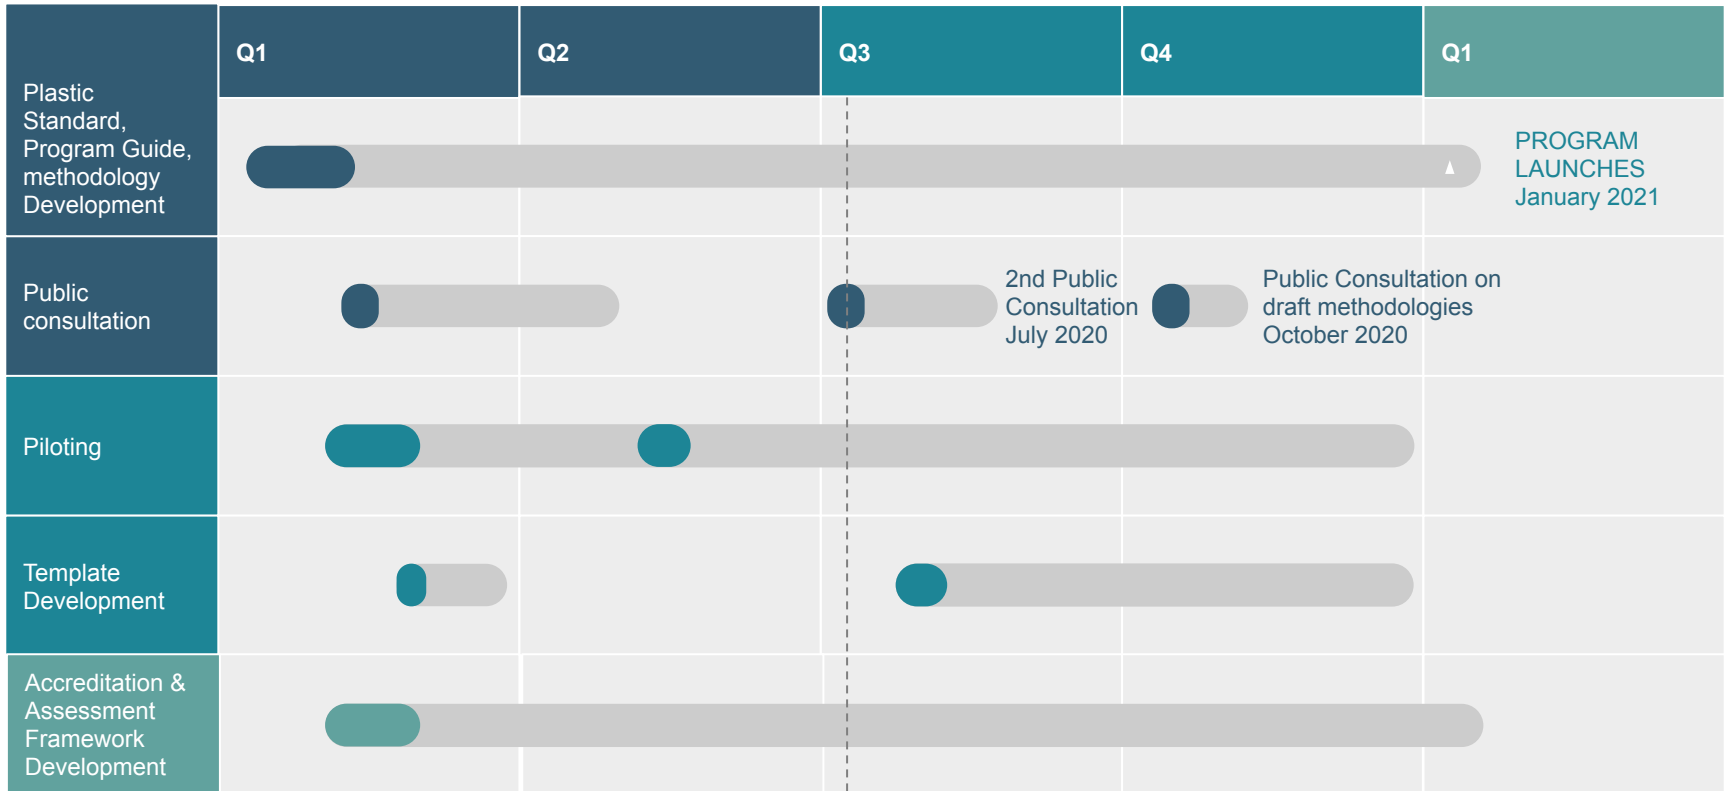 Q1
Q2
Q3
Q4
Q1
Plastic
Standard,
Program Guide,
methodology
Development
PROGRAM
LAUNCHES
January 2021
Public
consultation
2nd Public
Consultation
July 2020
Public Consultation on
draft methodologies
October 2020
Piloting
Template
Development
Accreditation &
Assessment
Framework
Development